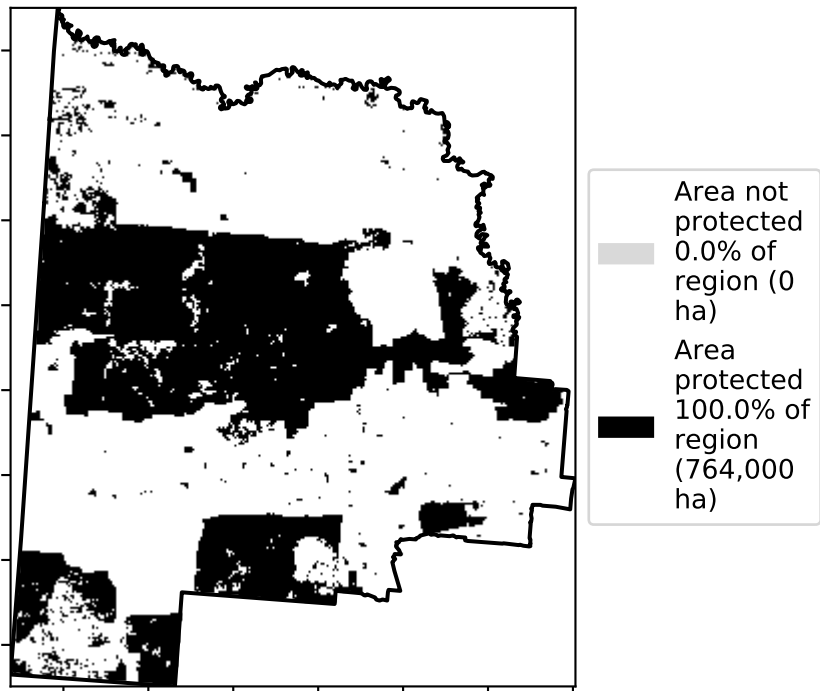 Area not
protected
0.0% of
region (0
ha)
Area
protected
100.0% of
region
(764,000
ha)